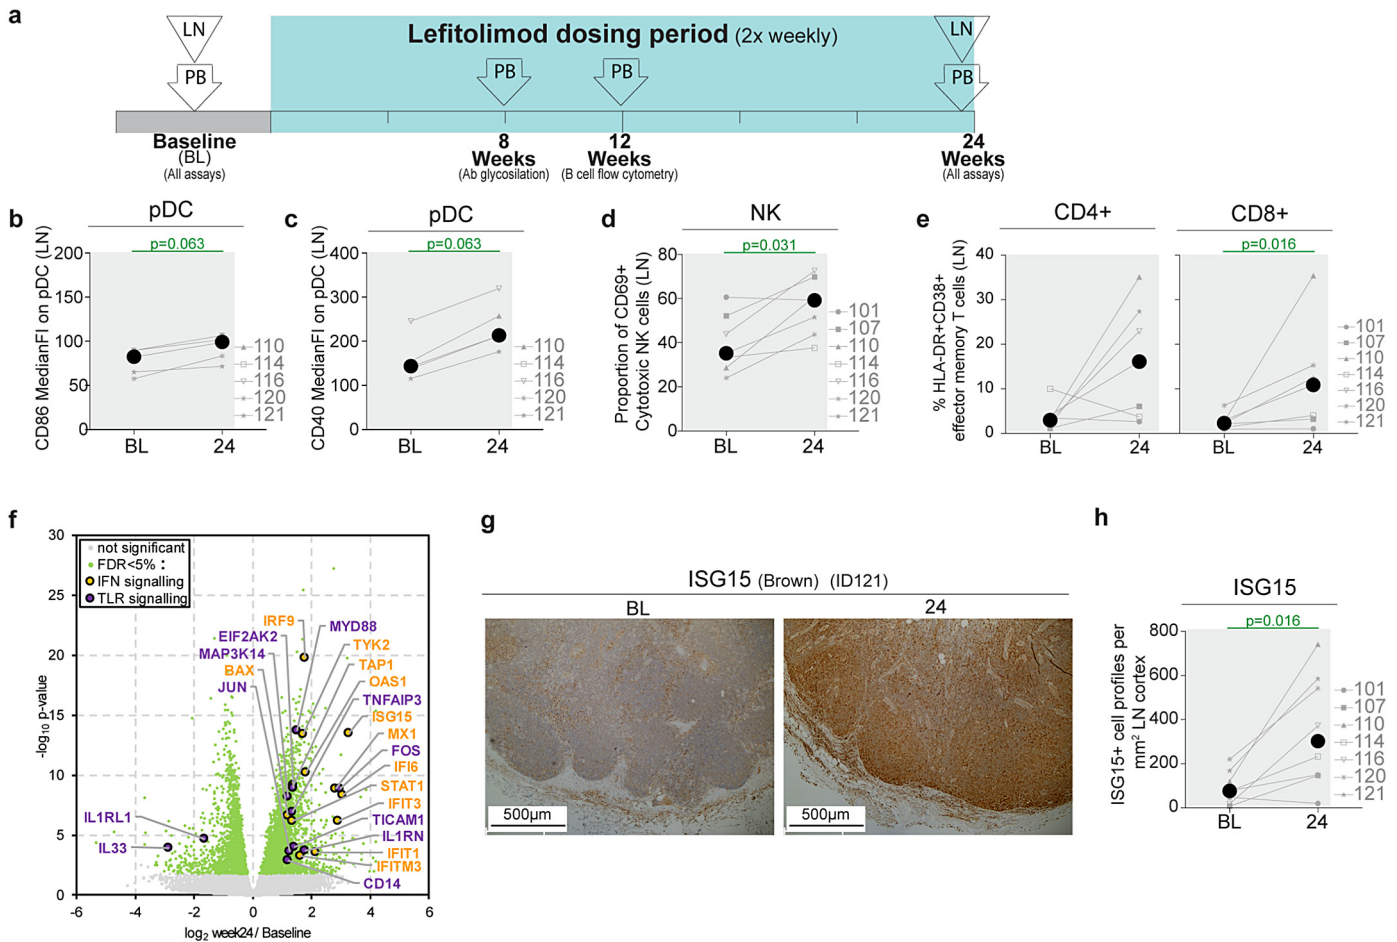 a
LN
PB
Lefitolimod dosing period (2x weekly)
PB
PB
LN
PB
Baseline
(BL)
(All assays)
8
Weeks
(Ab glycosilation)
12
Weeks
(B cell flow cytometry)
24
Weeks
(All assays)
b
pDC
p=0.063
CD86 MedianFI on pDC (LN)
200
150
100
50
0
BL
24
110
114
116
120
121
c
pDC
p=0.063
CD40 MedianFI on pDC (LN)
400
300
200
100
0
BL
24
110
114
116
120
121
d
NK
p=0.031
Proportion of CD69+
Cytotoxic NK cells (LN)
80
60
40
20
0
BL
24
101
107
110
114
116
120
121
e
CD4+
CD8+
p=0.016
% HLA-DR+CD38+
effector memory T cells (LN)
40
30
20
10
0
BL
24
BL
24
101
107
110
114
116
120
121
f
30
25
20
15
10
5
0
-log10 p-value
not significant
FDR<5% :
IFN signalling
TLR signalling
IRF9
MYD88
EIF2AK2
TYK2
MAP3K14
TAP1
BAX
OAS1
JUN
TNFAIP3
ISG15
MX1
FOS
IFI6
STAT1
IFIT3
IL1RL1
TICAM1
IL1RN
IL33
IFIT1
IFITM3
CD14
-6
-4
-2
0
2
4
6
log2 week24/ Baseline
g
ISG15 (Brown) (ID121)
BL
24
500µm
500µm
h
ISG15
p=0.016
ISG15+ cell profiles per
mm2 LN cortex
800
600
400
200
0
BL
24
101
107
110
114
116
120
121